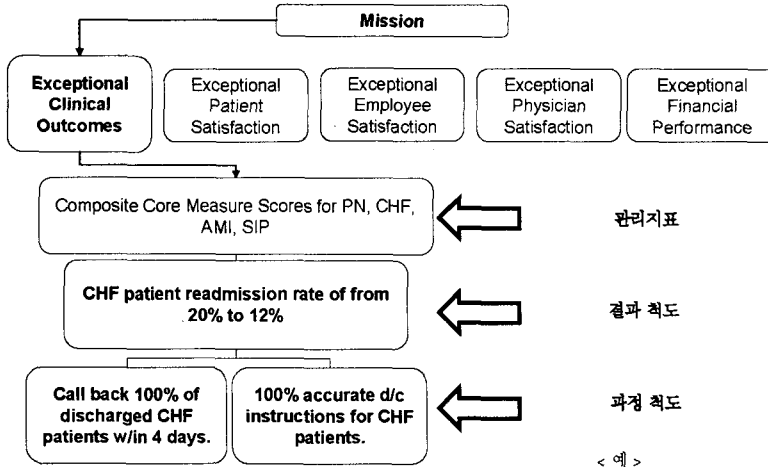 Mission
Exceptional
Clinical
Outcomes
Exceptional
Patient
Satisfaction
Exceptional
Employee
Satisfaction
Exceptional
Physician
Satisfaction
Exceptional
Financial
Performance
Composite Core Measure Scores for PN, CHF,
AMI, SIP
관리지표
CHF patient readmission rate of from
20% to 12%
결과 척도
Call back 100% of
discharged CHF
patients w/in 4 days.
100% accurate d/c
instructions for CHF
patients.
과정 척도
< 예 >